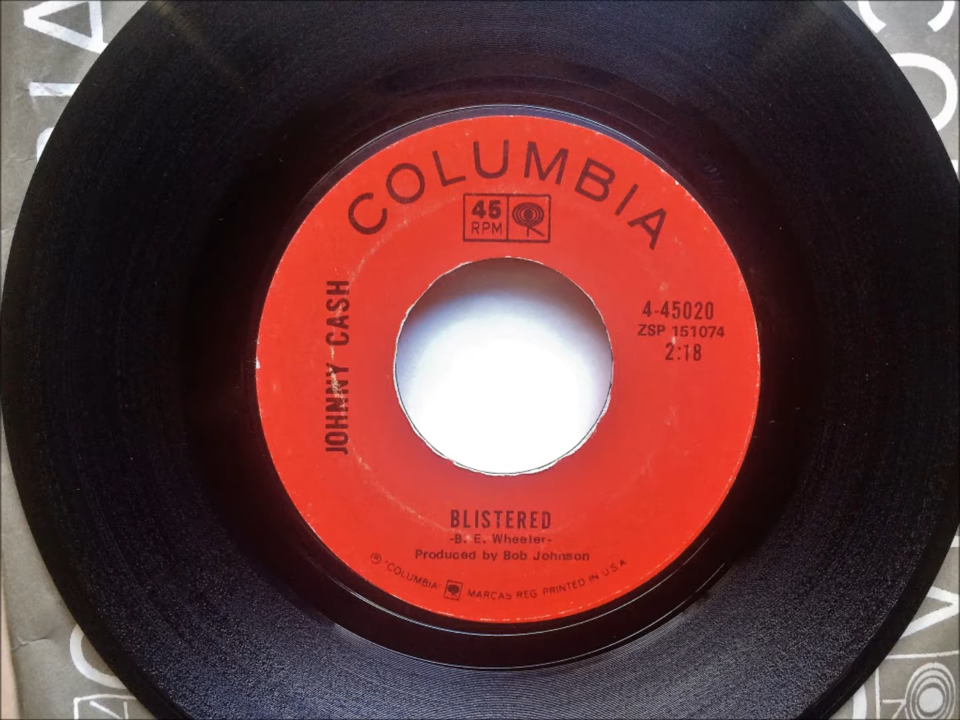 COLUMBIA
45
RPM
JOHNNY CASH
4-45020
ZSP 151074
2:18
BLISTERED
-B. E. Wheeler-
Produced by Bob Johnson
® "COLUMBIA" MARCAS REG. PRINTED IN U.S.A.